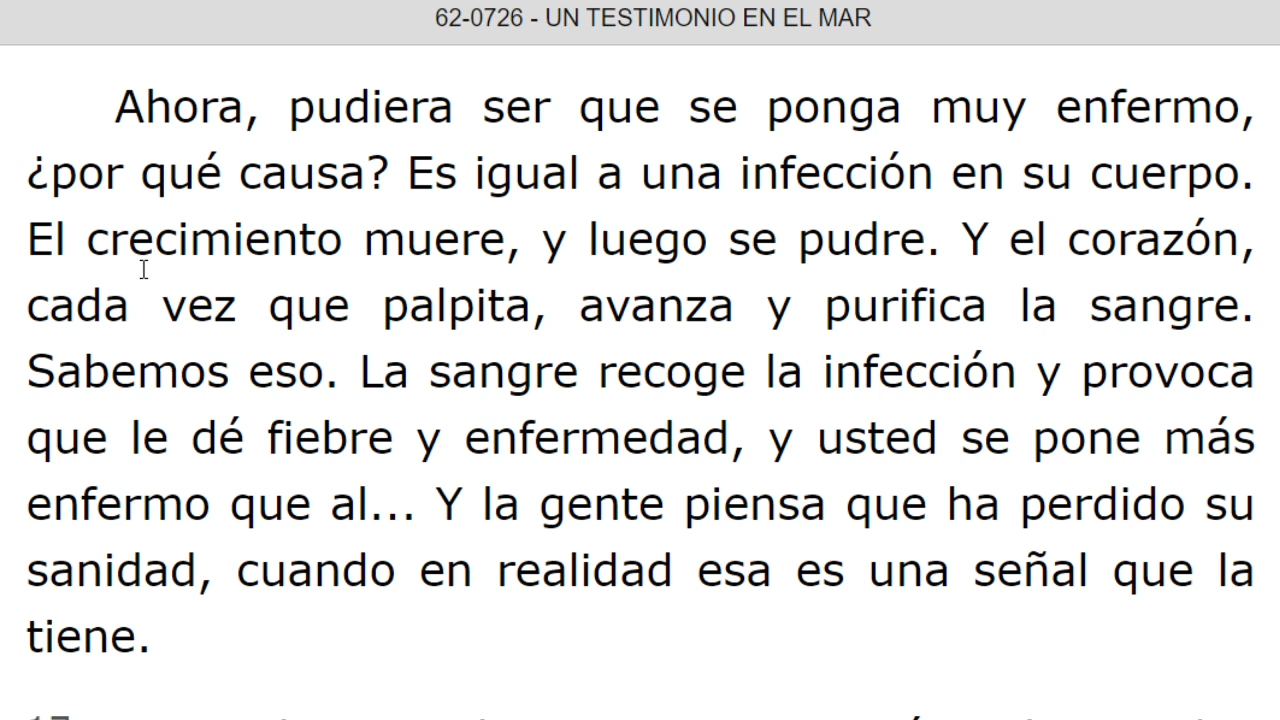 62-0726 - UN TESTIMONIO EN EL MAR
Ahora, pudiera ser que se ponga muy enfermo,
¿por qué causa? Es igual a una infección en su cuerpo.
El crecimiento muere, y luego se pudre. Y el corazón,
cada vez que palpita, avanza y purifica la sangre.
Sabemos eso. La sangre recoge la infección y provoca
que le dé fiebre y enfermedad, y usted se pone más
enfermo que al... Y la gente piensa que ha perdido su
sanidad, cuando en realidad esa es una señal que la
tiene.